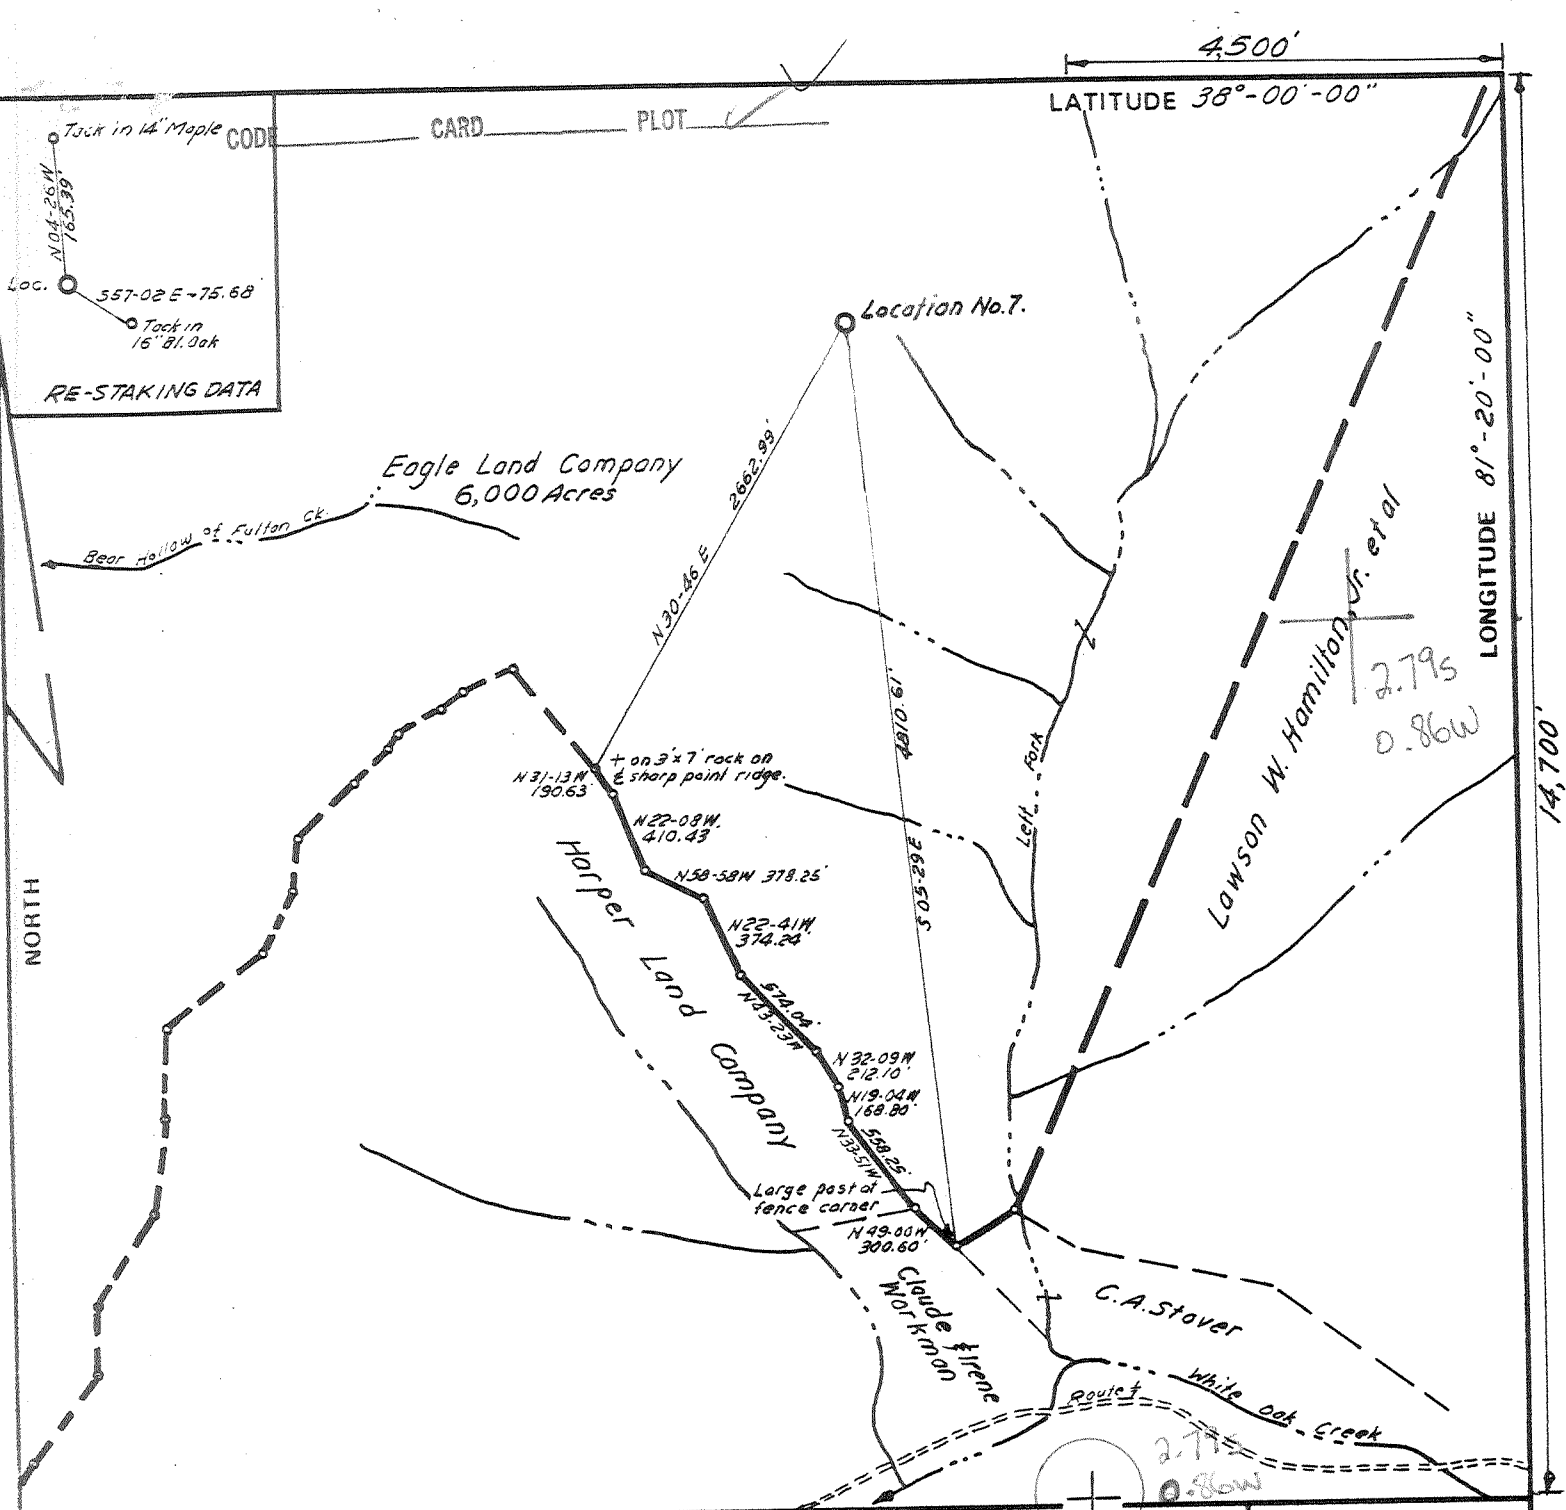 4,500'
LATITUDE 38°-00'-00"
Tack in 14" Maple
CODE CARD PLOT
N04-26W
165.39'
Loc.
S57-02E-75.68'
Tack in
16" Bl. Oak
RE-STAKING DATA
Location No.7.
Eagle Land Company
6,000 Acres
Bear Hollow of Fulton Ck.
2662.99'
N30-46E
LONGITUDE 81°-20'-00"
Lawson W. Hamilton, Jr. et al
2.79s
0.86W
14,700'
4810.61'
S05-29E
Left Fork
+ on 3'x7' rock on
₵ sharp point ridge.
N31-13W
190.63'
N22-08W.
410.43
N58-58W 378.25'
N22-41W.
374.24'
574.04'
N43-23W
N32-09W
212.10'
N19-04W
168.80'
558.25'
N33-51W
Harper Land Company
NORTH
Large post at
fence corner
N49-00W
300.60'
Claude & Irene
Workman
C.A. Stover
White Oak Creek
Route
2.79s
0.86W